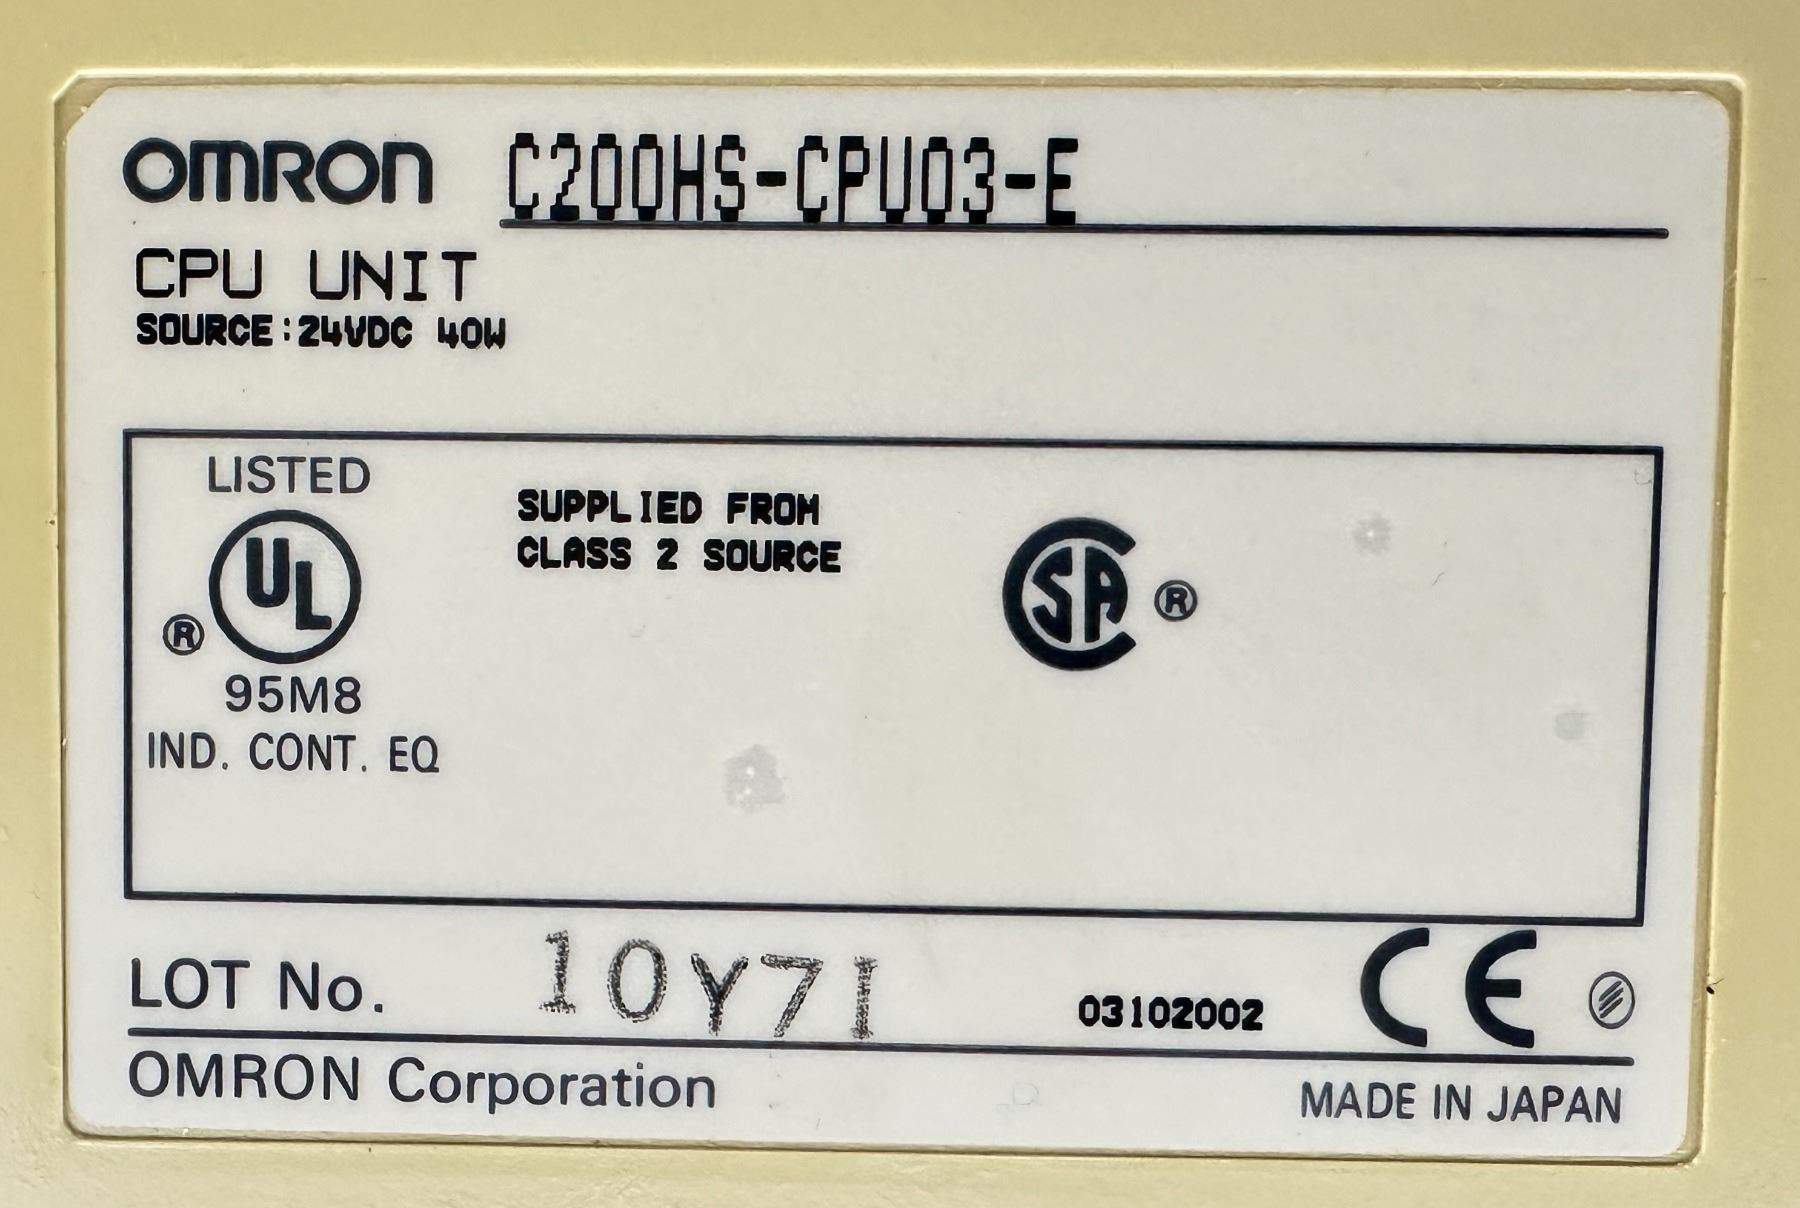 OMRON C200HS-CPU03-E
CPU UNIT
SOURCE:24VDC 40W
LISTED
UL
®
95M8
IND. CONT. EQ
SUPPLIED FROM
CLASS 2 SOURCE
SA ®
LOT No. 10Y71 03102002 CE
OMRON Corporation MADE IN JAPAN